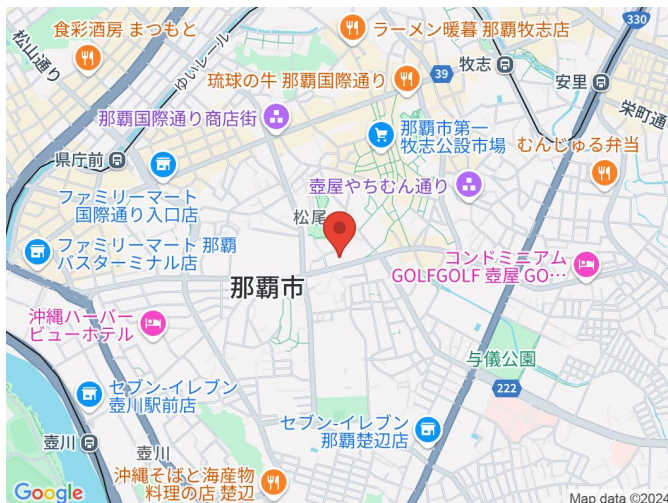 食彩酒房 まつもと
松山通り
ゆいレール
ラーメン暖暮 那覇牧志店
330
牧志
39
安里
琉球の牛 那覇国際通り
栄町通り
那覇国際通り商店街
那覇市第一
牧志公設市場
むんじゅる弁当
県庁前
壺屋やちむん通り
ファミリーマート
国際通り入口店
松尾
ファミリーマート 那覇
バスターミナル店
コンドミニアム
GOLFGOLF 壺屋 GO…
那覇市
沖縄ハーバー
ビューホテル
与儀公園
222
セブン-イレブン
壺川駅前店
セブン-イレブン
那覇楚辺店
壺川
壺川
沖縄そばと海産物
料理の店 楚辺
Google
Map data ©2024